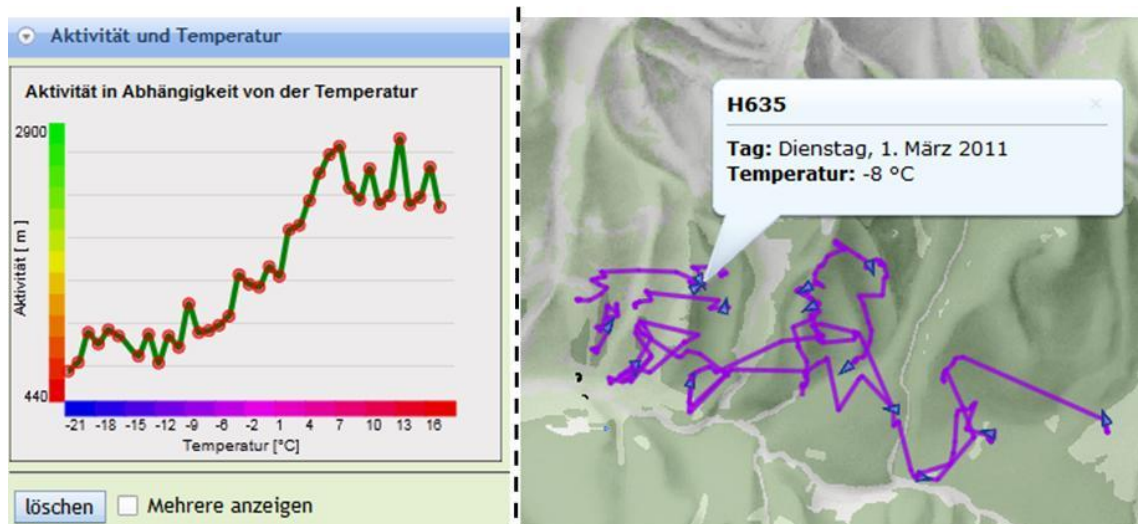 Aktivität und Temperatur
Aktivität in Abhängigkeit von der Temperatur
2900
Aktivität [ m ]
440
-21 -18 -15 -12 -9 -6 -2 1 4 7 10 13 16
Temperatur [°C]
löschen
Mehrere anzeigen
H635
Tag: Dienstag, 1. März 2011
Temperatur: -8 °C